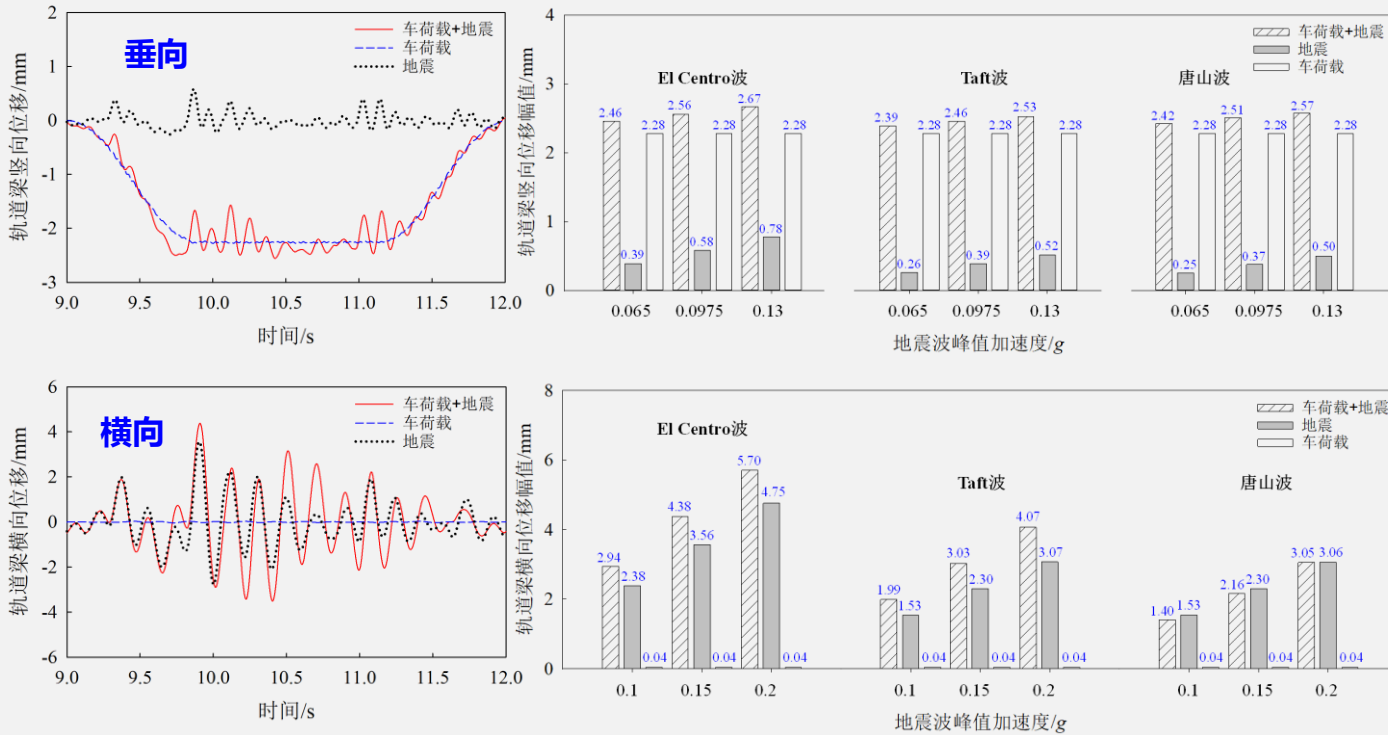 轨道梁竖向位移/mm
2
1
0
-1
-2
-3
垂向
车荷载+地震
车荷载
地震
9.0 9.5 10.0 10.5 11.0 11.5 12.0
时间/s
轨道梁竖向位移幅值/mm
4
3
2
1
0
车荷载+地震
地震
车荷载
El Centro波
Taft波
唐山波
2.46 0.39 2.28 2.56 0.58 2.28 2.67 0.78 2.28
2.39 0.26 2.28 2.46 0.39 2.28 2.53 0.52 2.28
2.42 0.25 2.28 2.51 0.37 2.28 2.57 0.50 2.28
0.065 0.0975 0.13 0.065 0.0975 0.13 0.065 0.0975 0.13
地震波峰值加速度/g
轨道梁横向位移/mm
6
4
2
0
-2
-4
-6
横向
车荷载+地震
车荷载
地震
9.0 9.5 10.0 10.5 11.0 11.5 12.0
时间/s
轨道梁横向位移幅值/mm
8
6
4
2
0
车荷载+地震
地震
车荷载
El Centro波
Taft波
唐山波
2.94 2.38 0.04 4.38 3.56 0.04 5.70 4.75 0.04
1.99 1.53 0.04 3.03 2.30 0.04 4.07 3.07 0.04
1.40 1.53 0.04 2.16 2.30 0.04 3.05 3.06 0.04
0.1 0.15 0.2 0.1 0.15 0.2 0.1 0.15 0.2
地震波峰值加速度/g